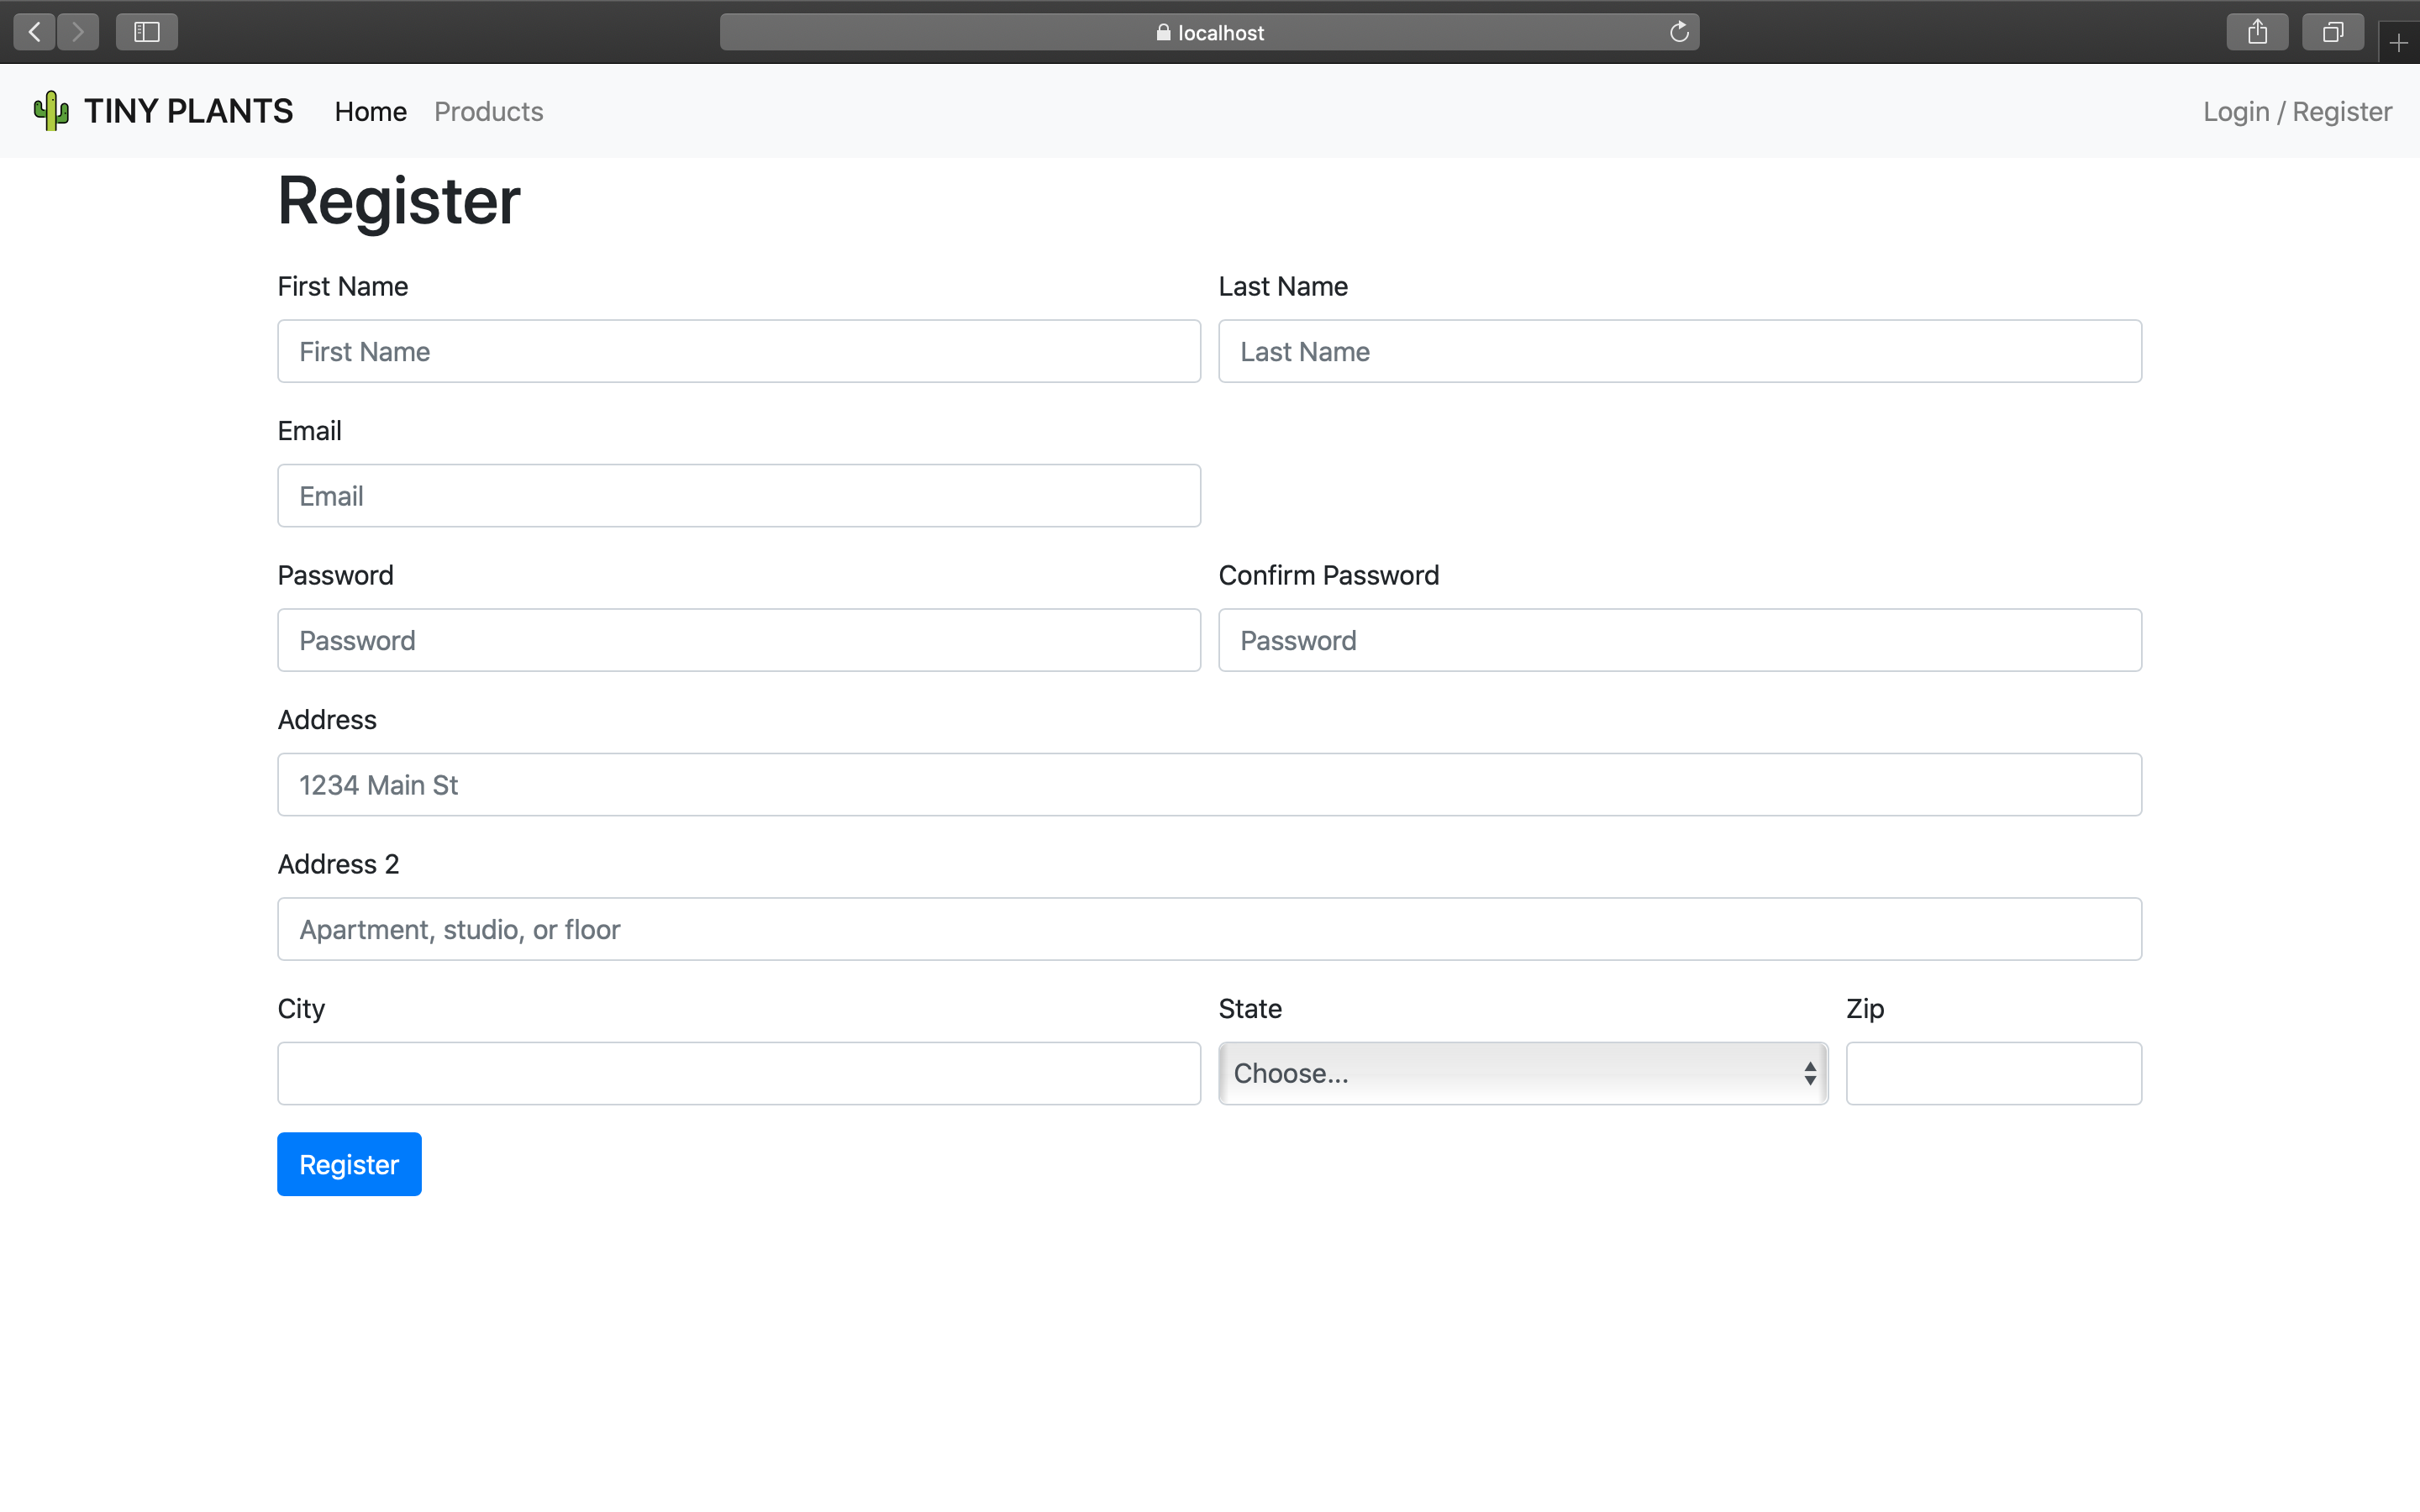 localhost
TINY PLANTS Home Products Login / Register
Register
First Name Last Name
First Name Last Name
Email
Email
Password Confirm Password
Password Password
Address
1234 Main St
Address 2
Apartment, studio, or floor
City State Zip
Choose...
Register